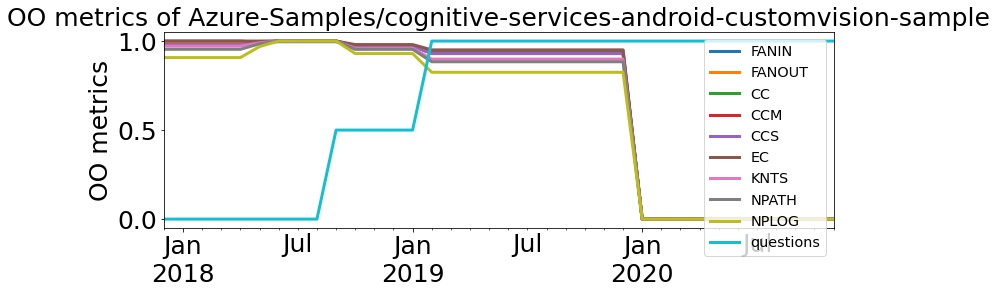 OO metrics of Azure-Samples/cognitive-services-android-customvision-sample
OO metrics
1.0
0.5
0.0
Jan
2018
Jul
Jan
2019
Jul
Jan
2020
Jul
FANIN
FANOUT
CC
CCM
CCS
EC
KNTS
NPATH
NPLOG
questions